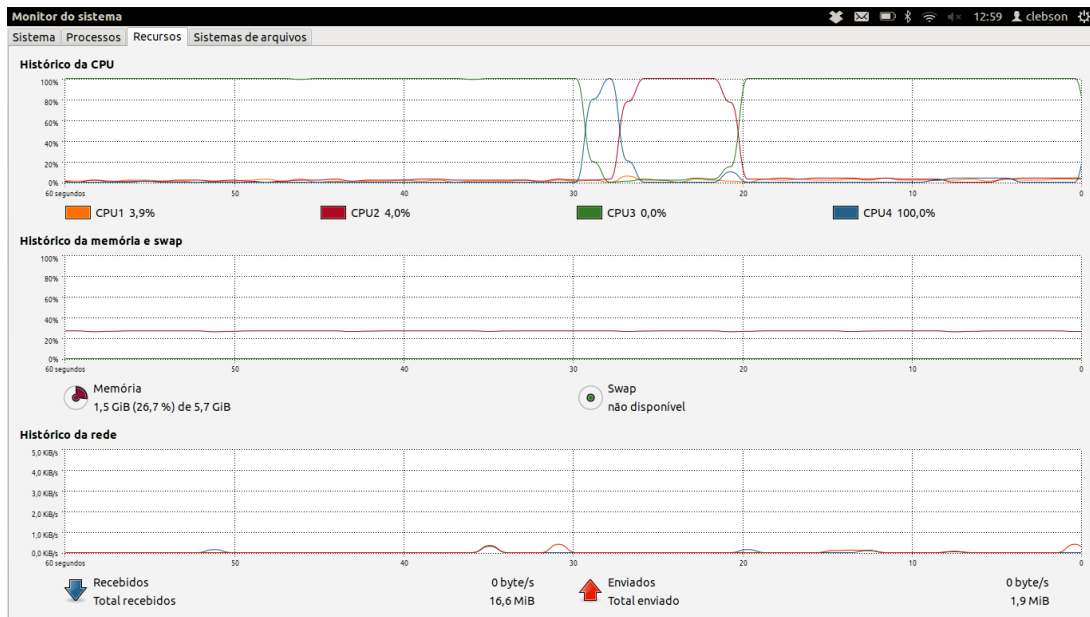 Monitor do sistema 12:59 clebson
Sistema Processos Recursos Sistemas de arquivos
Histórico da CPU
100%
80%
60%
40%
20%
0%
60 segundos 50 40 30 20 10 0
CPU1 3,9% CPU2 4,0% CPU3 0,0% CPU4 100,0%
Histórico da memória e swap
100%
80%
60%
40%
20%
0%
60 segundos 50 40 30 20 10 0
Memória Swap
1,5 GiB (26,7 %) de 5,7 GiB não disponível
Histórico da rede
5,0 KiB/s
4,0 KiB/s
3,0 KiB/s
2,0 KiB/s
1,0 KiB/s
0,0 KiB/s
60 segundos 50 40 30 20 10 0
Recebidos 0 byte/s Enviados 0 byte/s
Total recebidos 16,6 MiB Total enviado 1,9 MiB